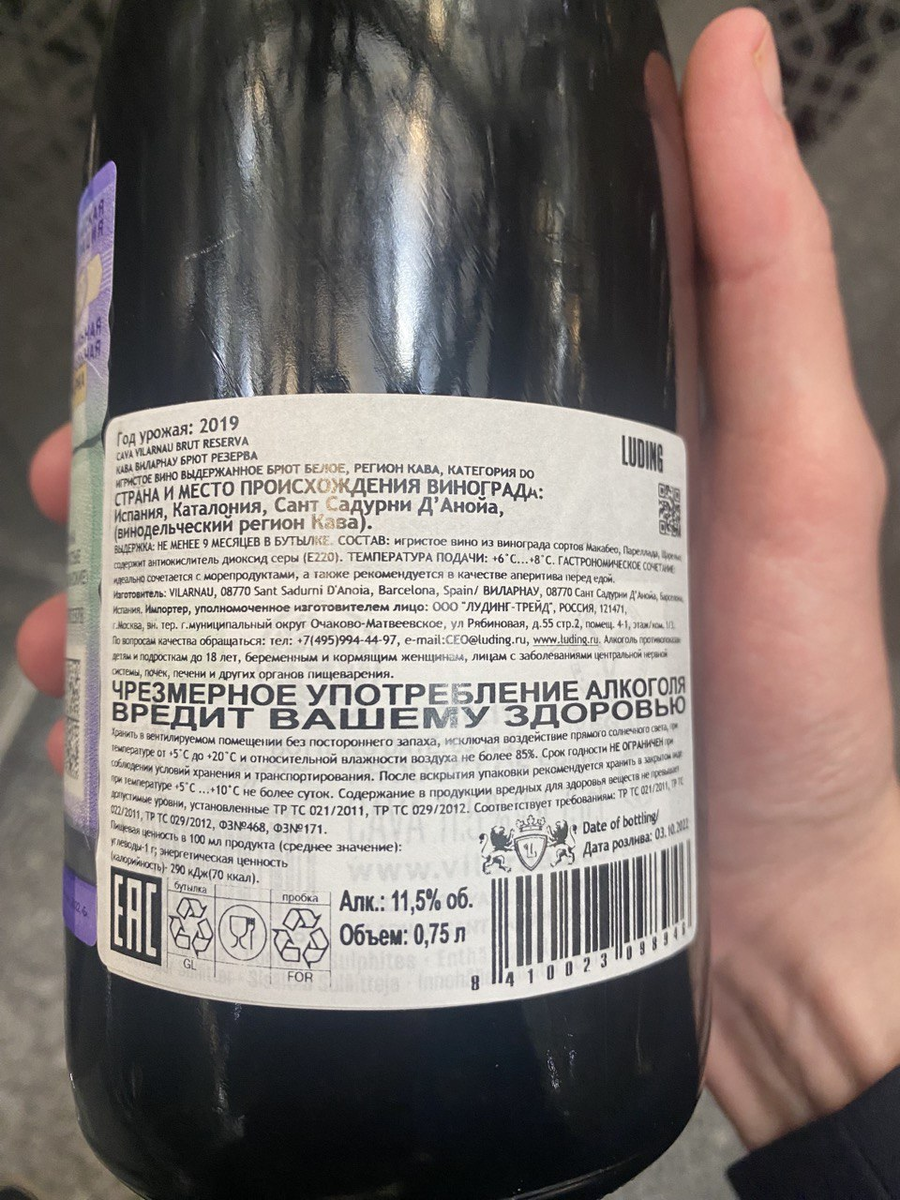 Год урожая: 2019
LUDING
CAVA VILARNAU BRUT RESERVA
КАВА ВИЛАРНАУ БРЮТ РЕЗЕРВА
ИГРИСТОЕ ВИНО ВЫДЕРЖАННОЕ БРЮТ БЕЛОЕ, РЕГИОН КАВА, КАТЕГОРИЯ DO
СТРАНА И МЕСТО ПРОИСХОЖДЕНИЯ ВИНОГРАДА:
Испания, Каталония, Сант Садурни Д'Анойа,
(винодельческий регион Кава).
ВЫДЕРЖКА: НЕ МЕНЕЕ 9 МЕСЯЦЕВ В БУТЫЛКЕ. СОСТАВ: игристое вино из винограда сортов Макабео, Парellада,
содержит антиокислитель диоксид серы (Е220). ТЕМПЕРАТУРА ПОДАЧИ: +6˚С...+8˚С. ГАСТРОНОМИЧЕСКОЕ СОЧЕТАНИЕ:
идеально сочетается с морепродуктами, а также рекомендуется в качестве аперитива перед едой.
Изготовитель: VILARNAU, 08770 Sant Sadurni D'Anoia, Barcelona, Spain/ ВИЛАРНАУ, 08770 Сант Садурни Д'Анойа, Барселона,
Испания. Импортер, уполномоченное изготовителем лицо: ООО "ЛУДИНГ-ТРЕЙД", РОССИЯ, 121471,
г.Москва, вн. тер. г.муниципальный округ Очаково-Матвеевское, ул Рябиновая, д.55 стр.2, помещ. 4-1, этаж/ком. 1/3.
По вопросам качества обращаться: тел: +7(495)994-44-97, e-mail:CEO@luding.ru, www.luding.ru. Алкоголь противопоказан
детям и подросткам до 18 лет, беременным и кормящим женщинам, лицам с заболеваниями центральной нервной
системы, почек, печени и других органов пищеварения.
ЧРЕЗМЕРНОЕ УПОТРЕБЛЕНИЕ АЛКОГОЛЯ
ВРЕДИТ ВАШЕМУ ЗДОРОВЬЮ
Хранить в вентилируемом помещении без постороннего запаха, исключая воздействие прямого солнечного света, при
температуре от +5˚С до +20˚С и относительной влажности воздуха не более 85%. Срок годности НЕ ОГРАНИЧЕН при
соблюдении условий хранения и транспортирования. После вскрытия упаковки рекомендуется хранить в закрытом виде
при температуре +5˚С ...+10˚С не более суток. Содержание в продукции вредных для здоровья веществ не превышает
допустимые уровни, установленные ТР ТС 021/2011, ТР ТС 029/2012. Соответствует требованиям: ТР ТС 021/2011, ТР ТС
022/2011, ТР ТС 029/2012, ФЗ№468, ФЗ№171.
Пищевая ценность в 100 мл продукта (среднее значение):
углеводы-1 г; энергетическая ценность
(калорийность)- 290 кДж(70 ккал).
Date of bottling/
Дата розлива: 03.10.2022
EAC
бутылка
GL
пробка
FOR
Алк.: 11,5% об.
Объем: 0,75 л
8 410023 09894